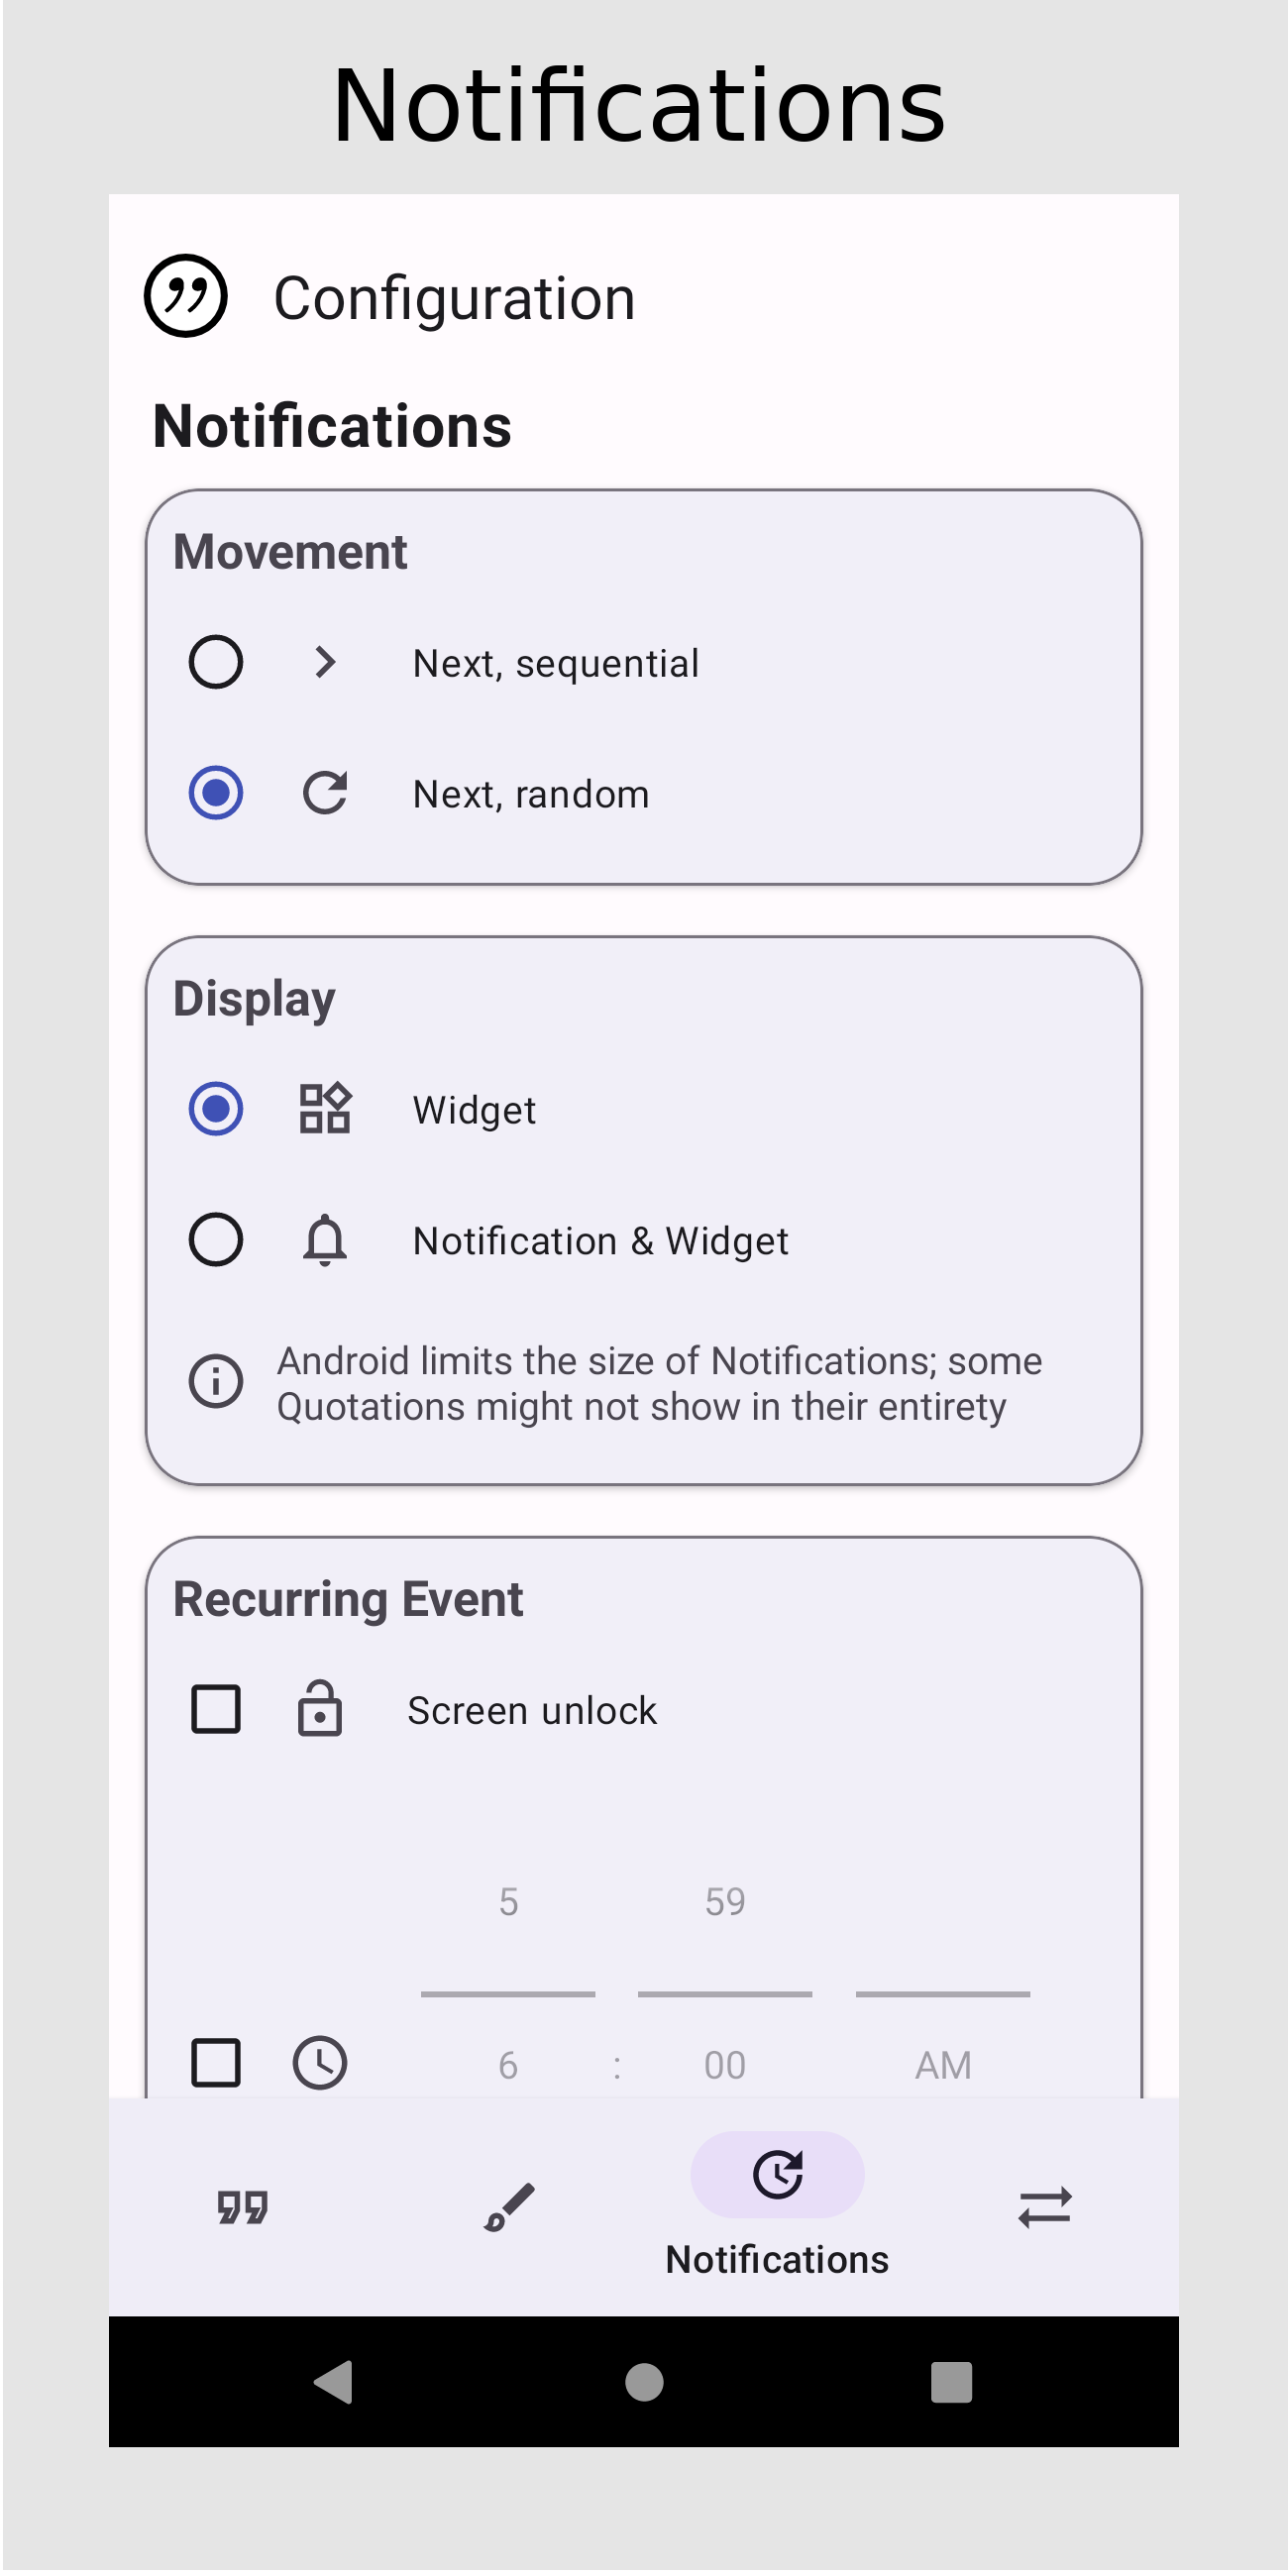 Notifications
Configuration
Notifications
Movement
Next, sequential
Next, random
Display
Widget
Notification & Widget
Android limits the size of Notifications; some
Quotations might not show in their entirety
Recurring Event
Screen unlock
5 59
6 : 00 AM
Notifications